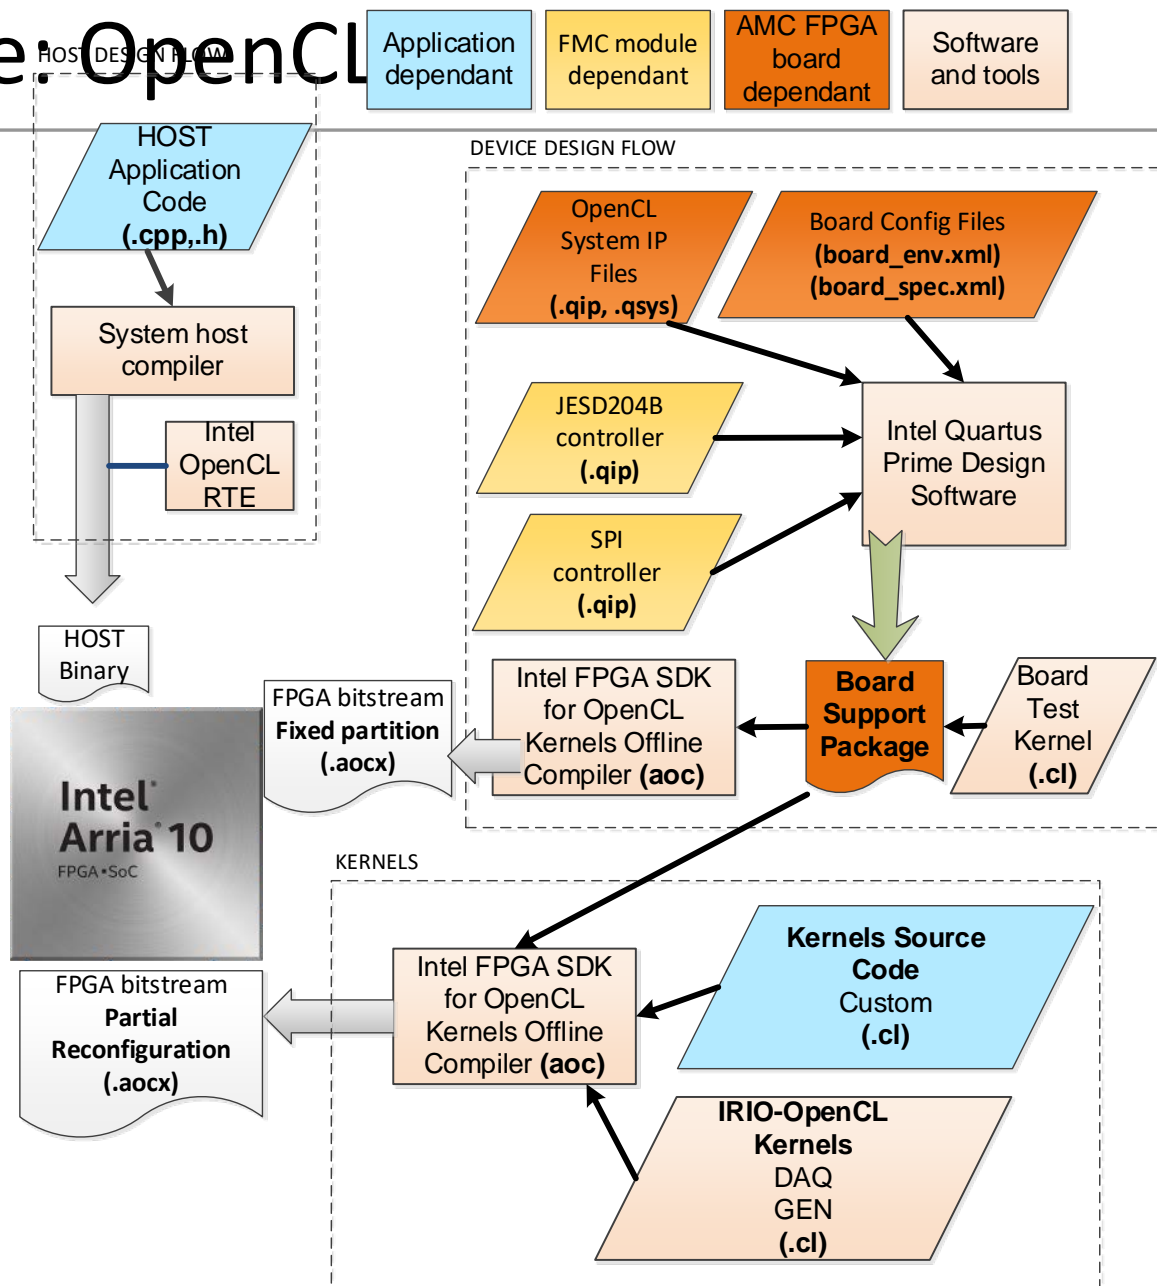 e: OpenCL
HOST DESIGN FLOW
Application
dependant
FMC module
dependant
AMC FPGA
board
dependant
Software
and tools
HOST
Application
Code
(.cpp,.h)
System host
compiler
Intel
OpenCL
RTE
HOST
Binary
DEVICE DESIGN FLOW
OpenCL
System IP
Files
(.qip, .qsys)
Board Config Files
(board_env.xml)
(board_spec.xml)
JESD204B
controller
(.qip)
Intel Quartus
Prime Design
Software
SPI
controller
(.qip)
Board
Support
Package
Board
Test
Kernel
(.cl)
Intel FPGA SDK
for OpenCL
Kernels Offline
Compiler (aoc)
FPGA bitstream
Fixed partition
(.aocx)
Intel®
Arria® 10
FPGA•SoC
KERNELS
Kernels Source
Code
Custom
(.cl)
Intel FPGA SDK
for OpenCL
Kernels Offline
Compiler (aoc)
FPGA bitstream
Partial
Reconfiguration
(.aocx)
IRIO-OpenCL
Kernels
DAQ
GEN
(.cl)